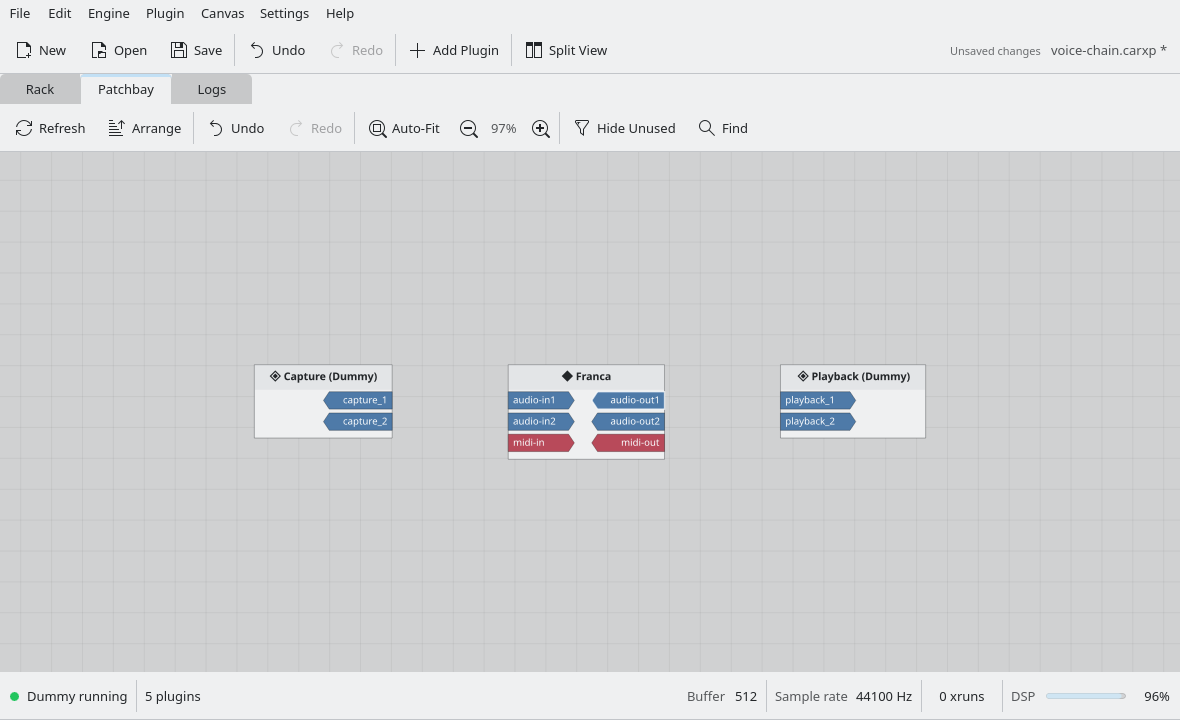 File Edit Engine Plugin Canvas Settings Help
New Open Save Undo Redo Add Plugin Split View Unsaved changes voice-chain.carxp *
Rack Patchbay Logs
Refresh Arrange Undo Redo Auto-Fit 97% Hide Unused Find
Capture (Dummy)
capture_1
capture_2
Franca
audio-in1 audio-out1
audio-in2 audio-out2
midi-in midi-out
Playback (Dummy)
playback_1
playback_2
Dummy running 5 plugins Buffer 512 Sample rate 44100 Hz 0 xruns DSP 96%